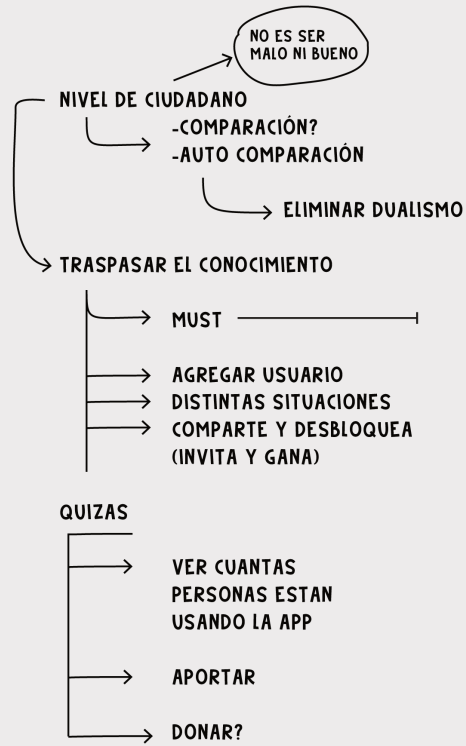 NO ES SER
MALO NI BUENO
NIVEL DE CIUDADANO
-COMPARACIÓN?
-AUTO COMPARACIÓN
ELIMINAR DUALISMO
TRASPASAR EL CONOCIMIENTO
MUST
AGREGAR USUARIO
DISTINTAS SITUACIONES
COMPARTE Y DESBLOQUEA
(INVITA Y GANA)
QUIZAS
VER CUANTAS
PERSONAS ESTAN
USANDO LA APP
APORTAR
DONAR?